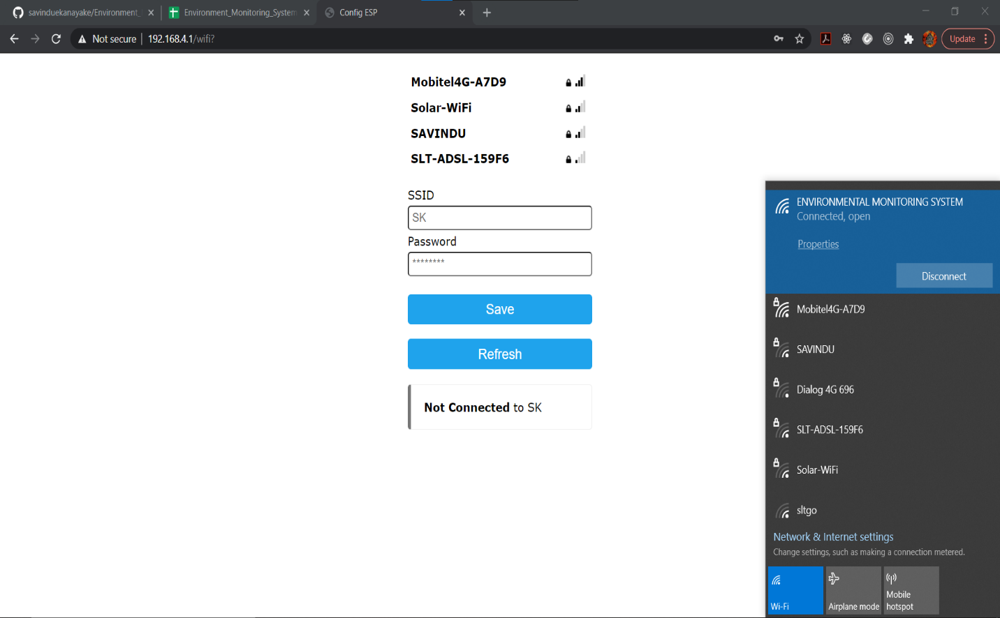 savinduekanayake/Environment_
Environment_Monitoring_System
Config ESP
Not secure
192.168.4.1/wifi?
Update
Mobitel4G-A7D9
Solar-WiFi
SAVINDU
SLT-ADSL-159F6
SSID
SK
Password
********
Save
Refresh
Not Connected to SK
ENVIRONMENTAL MONITORING SYSTEM
Connected, open
Properties
Disconnect
Mobitel4G-A7D9
SAVINDU
Dialog 4G 696
SLT-ADSL-159F6
Solar-WiFi
sltgo
Network & Internet settings
Change settings, such as making a connection metered.
Wi-Fi
Airplane mode
Mobile
hotspot